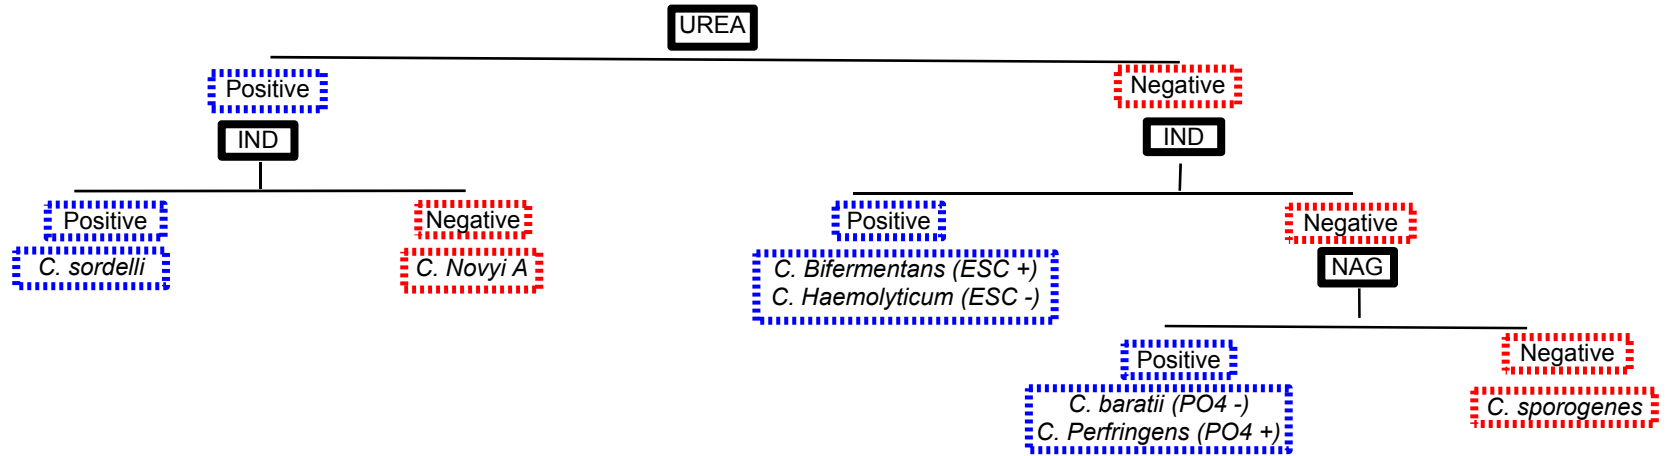 UREA
Positive
Negative
IND
IND
Positive
Negative
Positive
Negative
C. sordelli
C. Novyi A
C. Bifermentans (ESC +)
C. Haemolyticum (ESC -)
NAG
Positive
Negative
C. baratii (PO4 -)
C. Perfringens (PO4 +)
C. sporogenes